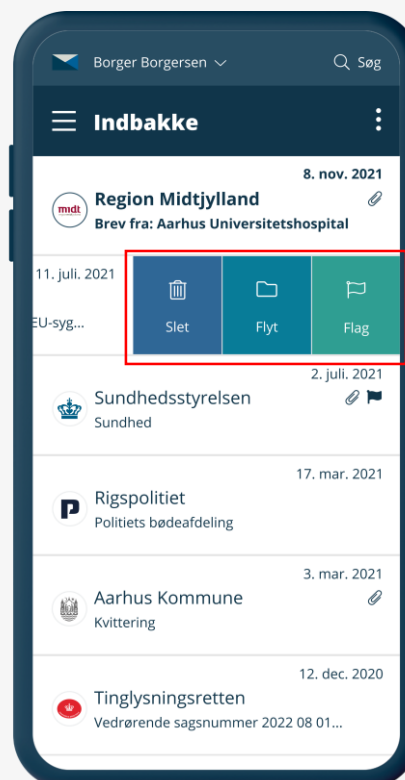 Borger Borgersen
Søg
Indbakke
8. nov. 2021
midt
Region Midtjylland
Brev fra: Aarhus Universitetshospital
11. juli. 2021
EU-syg...
Slet
Flyt
Flag
2. juli. 2021
Sundhedsstyrelsen
Sundhed
17. mar. 2021
P
Rigspolitiet
Politiets bødeafdeling
3. mar. 2021
Aarhus Kommune
Kvittering
12. dec. 2020
Tinglysningsretten
Vedrørende sagsnummer 2022 08 01...